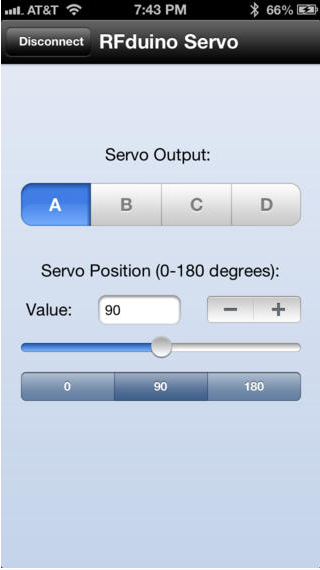 AT&T 7:43 PM 66%
Disconnect RFduino Servo
Servo Output:
A B C D
Servo Position (0-180 degrees):
Value: 90 − +
0 90 180